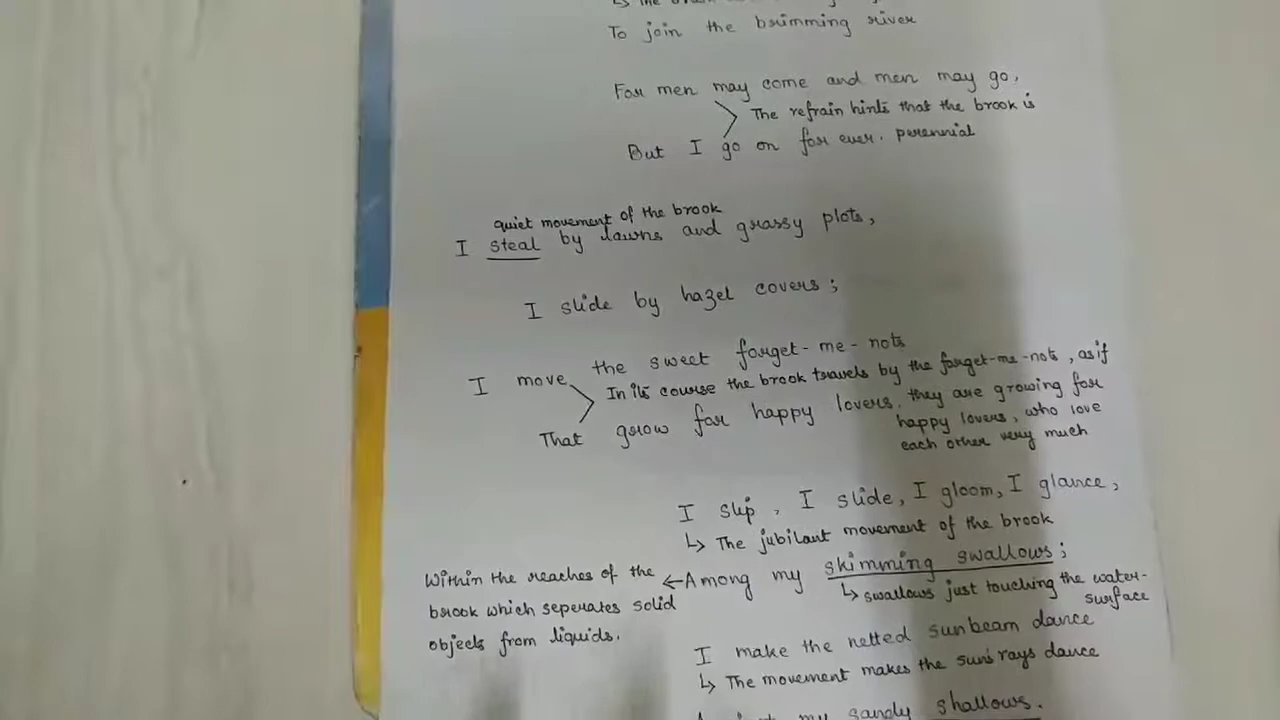 ↳ the
To join the brimming river
For men may come and men may go,
The refrain hints that the brook is
But I go on for ever. perennial
quiet movement of the brook
I steal by lawns and grassy plots,
I slide by hazel covers;
I move the sweet forget-me-nots
In its course the brook travels by the forget-me-nots, as if
That grow for happy lovers. they are growing for
happy lovers, who love
each other very much
I slip, I slide, I gloom, I glance,
↳ The jubilant movement of the brook
Among my skimming swallows;
↳ swallows just touching the water-
surface
Within the reaches of the
brook which seperates solid
objects from liquids.
I make the netted sunbeam dance
↳ The movement makes the sun's rays dance
my sandy shallows.